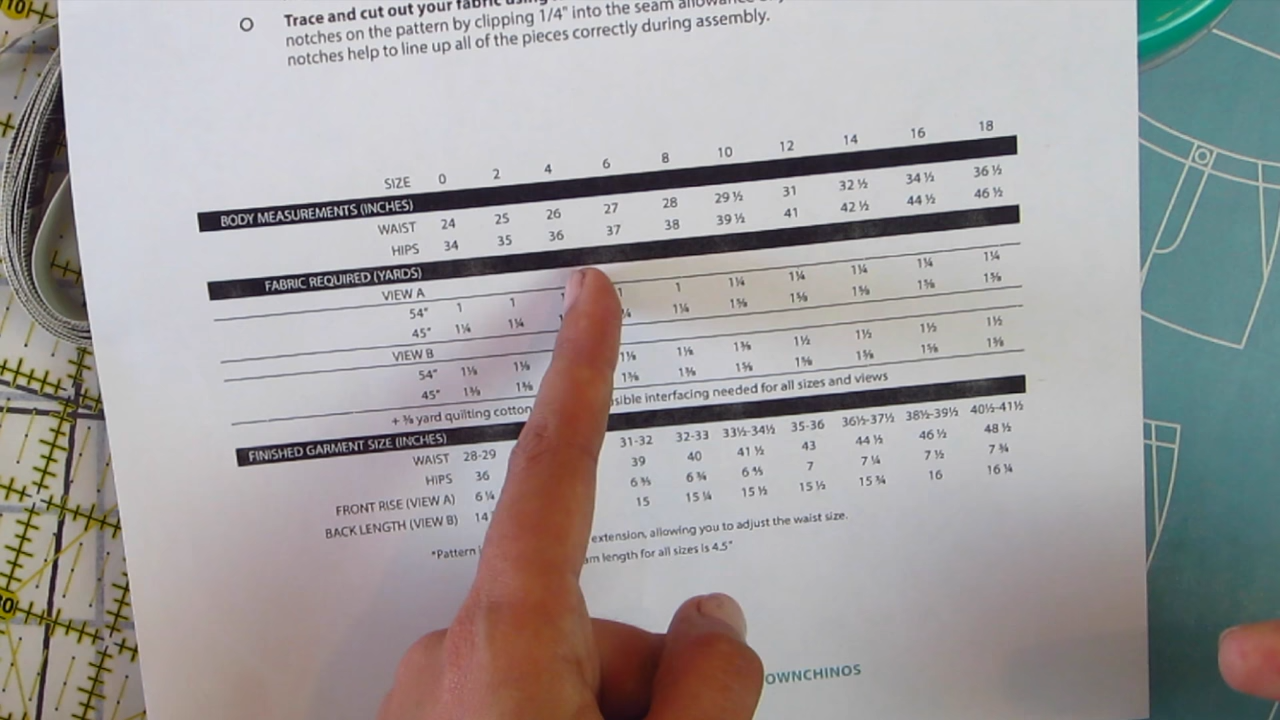 10
Trace and cut out your fabric using
notches on the pattern by clipping 1/4" into the seam allowance
notches help to line up all of the pieces correctly during assembly.
SIZE 0 2 4 6 8 10 12 14 16 18
BODY MEASUREMENTS (INCHES)
WAIST 24 25 26 27 28 29 ½ 31 32 ½ 34 ½ 36 ½
HIPS 34 35 36 37 38 39 ½ 41 42 ½ 44 ½ 46 ½
FABRIC REQUIRED (YARDS)
VIEW A
54" 1 1 1 1 1¼ 1¼ 1¼ 1¼ 1¼
45" 1¼ 1¼ 1¼ 1⅜ 1⅜ 1⅜ 1⅜ 1⅜
VIEW B
54" 1⅛ 1⅛ 1⅛ 1⅛ 1⅜ 1½ 1½ 1½ 1½
45" 1⅜ 1⅜ 1⅜ 1⅜ 1⅝ 1⅝ 1⅝ 1⅝ 1⅝
+ ⅜ yard quilting cotton sible interfacing needed for all sizes and views
FINISHED GARMENT SIZE (INCHES)
WAIST 28-29 31-32 32-33 33½-34½ 35-36 36½-37½ 38½-39½ 40½-41½
HIPS 36 39 40 41 ½ 43 44 ½ 46 ½ 48 ½
FRONT RISE (VIEW A) 6 ¼ 6 ¾ 7 7 ¼ 7 ½ 7 ¾
BACK LENGTH (VIEW B) 14 15 15 ¼ 15 ½ 15 ½ 15 ¾ 16 16 ¼
*Pattern extension, allowing you to adjust the waist size.
am length for all sizes is 4.5"
OWNCHINOS
30